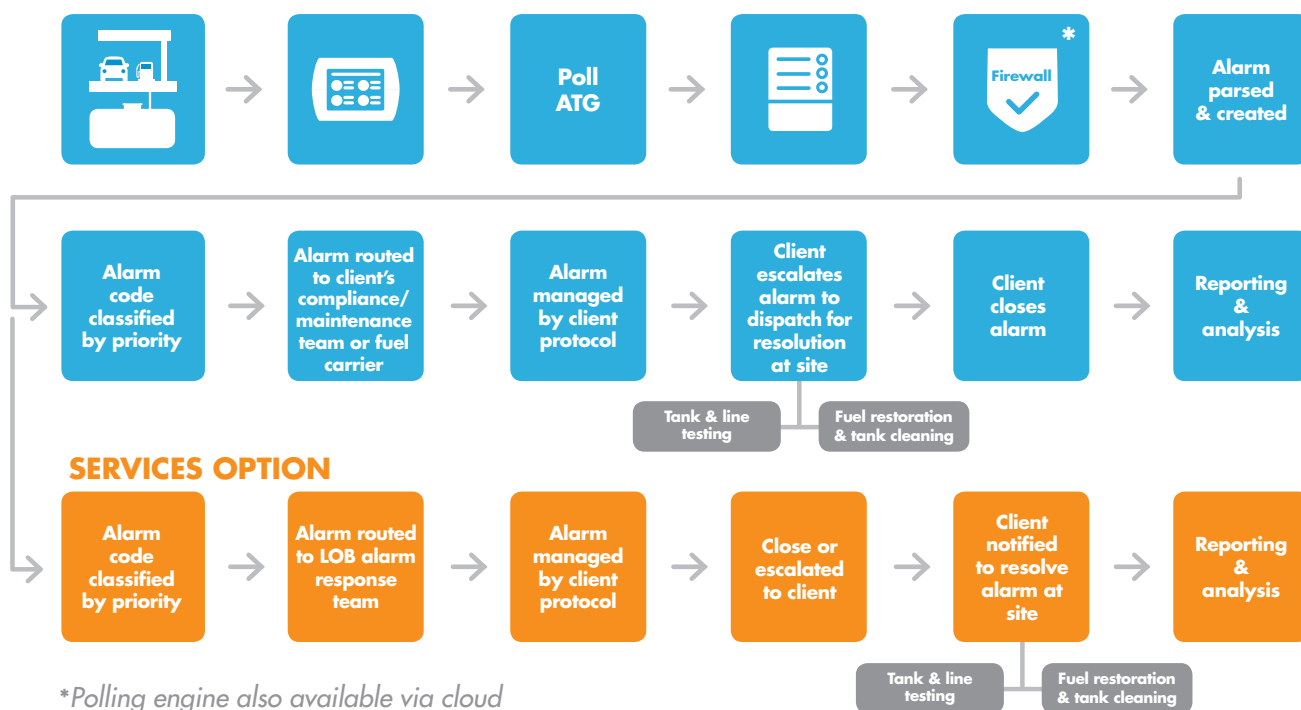 *
Poll
ATG
Firewall
Alarm
parsed
& created
Alarm
code
classified
by priority
Alarm routed
to client's
compliance/
maintenance
team or fuel
carrier
Alarm
managed
by client
protocol
Client
escalates
alarm to
dispatch for
resolution
at site
Client
closes
alarm
Reporting
&
analysis
Tank & line
testing
Fuel restoration
& tank cleaning
SERVICES OPTION
Alarm
code
classified
by priority
Alarm routed
to LOB alarm
response
team
Alarm
managed
by client
protocol
Close or
escalated
to client
Client
notified
to resolve
alarm at
site
Reporting
&
analysis
Tank & line
testing
Fuel restoration
& tank cleaning
*Polling engine also available via cloud